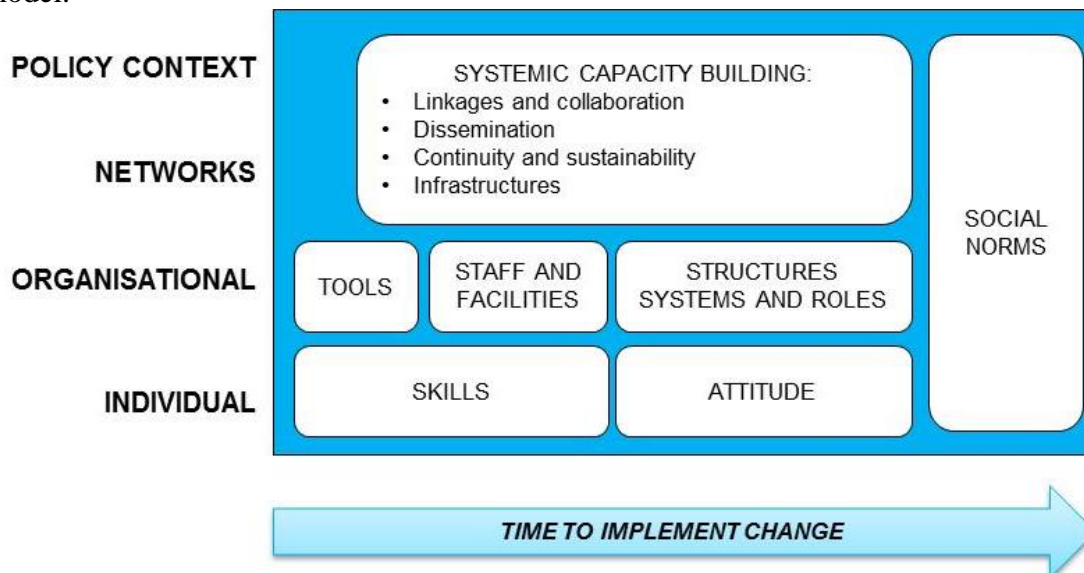 model.
POLICY CONTEXT
NETWORKS
ORGANISATIONAL
INDIVIDUAL
SYSTEMIC CAPACITY BUILDING:
• Linkages and collaboration
• Dissemination
• Continuity and sustainability
• Infrastructures
TOOLS
STAFF AND
FACILITIES
STRUCTURES
SYSTEMS AND ROLES
SKILLS
ATTITUDE
SOCIAL
NORMS
TIME TO IMPLEMENT CHANGE